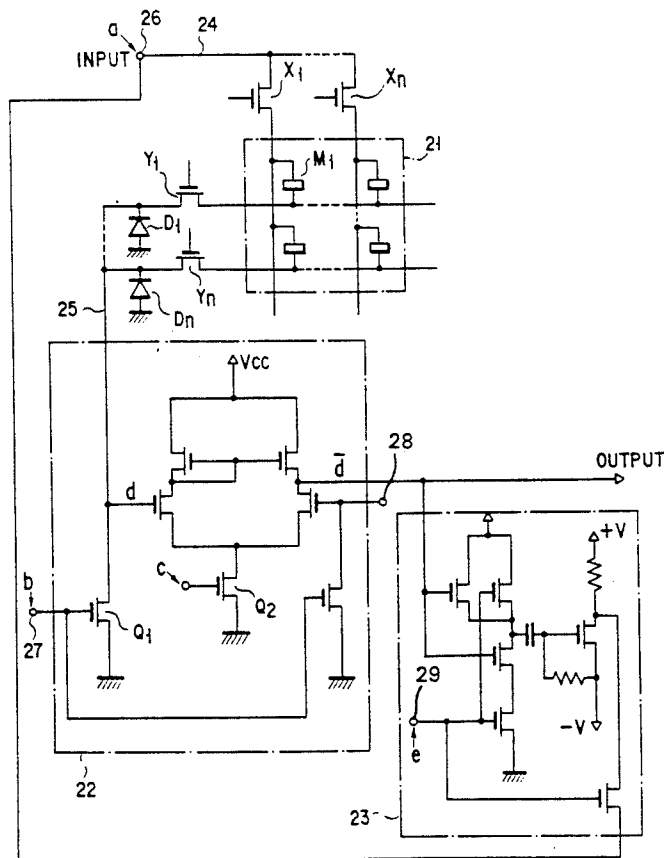 a 26 24
INPUT
X1 Xn
21
Y1 M1
D1
Yn
25 Dn
Vcc
d d̅ 28
OUTPUT
+V
c
b Q2
27 Q1
29
e
-V
22 23